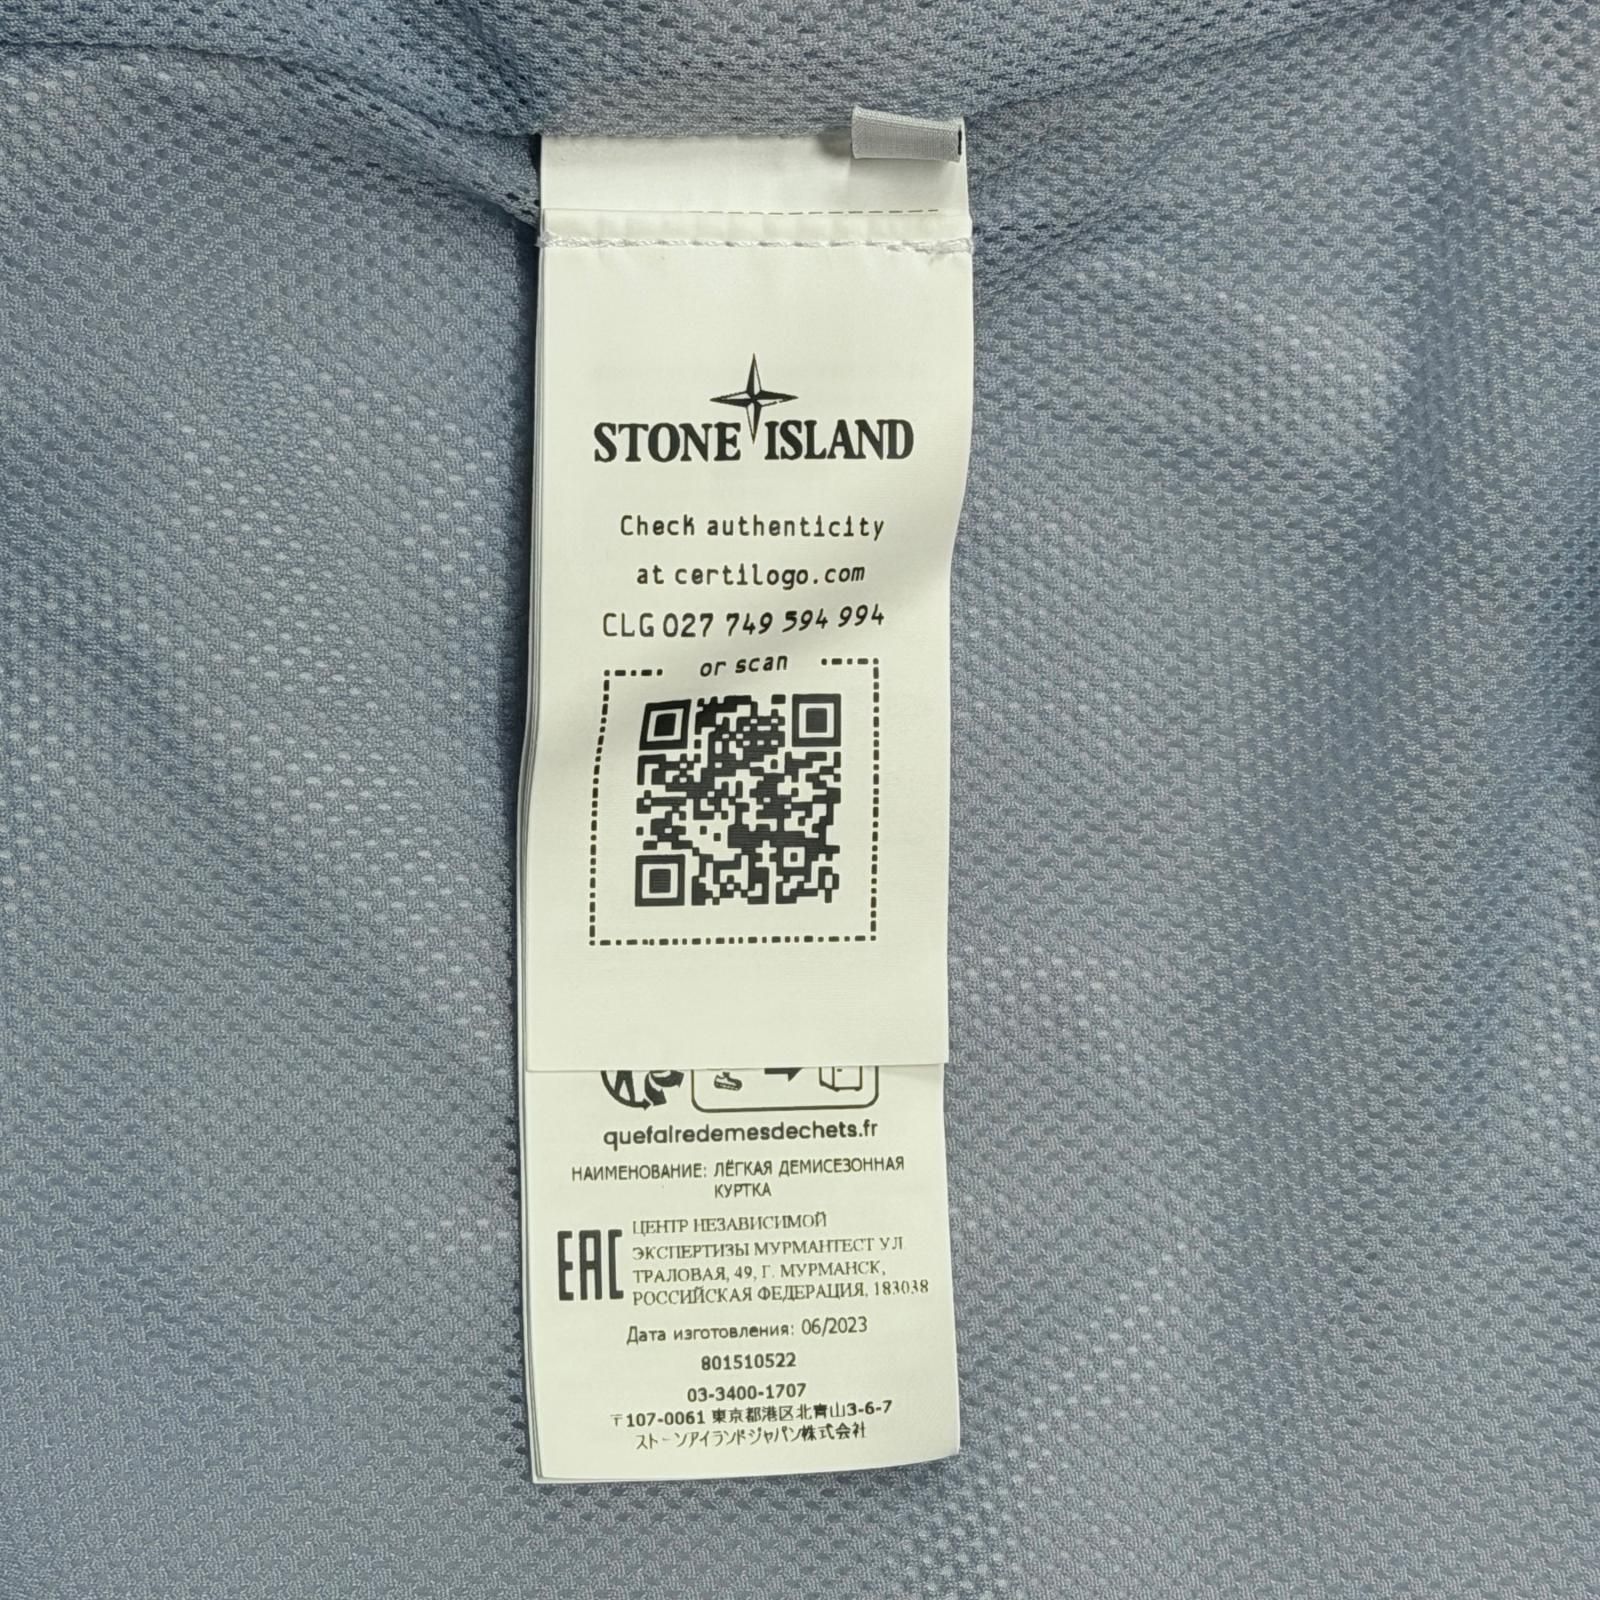 STONE ISLAND
Check authenticity
at certilogo.com
CLG 027 749 594 994
or scan
quefairedemesdechets.fr
НАИМЕНОВАНИЕ: ЛЁГКАЯ ДЕМИСЕЗОННАЯ
КУРТКА
EAC
ЦЕНТР НЕЗАВИСИМОЙ
ЭКСПЕРТИЗЫ МУРМАНТЕСТ УЛ
ТРАЛОВАЯ, 49, Г. МУРМАНСК,
РОССИЙСКАЯ ФЕДЕРАЦИЯ, 183038
Дата изготовления: 06/2023
801510522
03-3400-1707
〒107-0061 東京都港区北青山3-6-7
ストーンアイランドジャパン株式会社